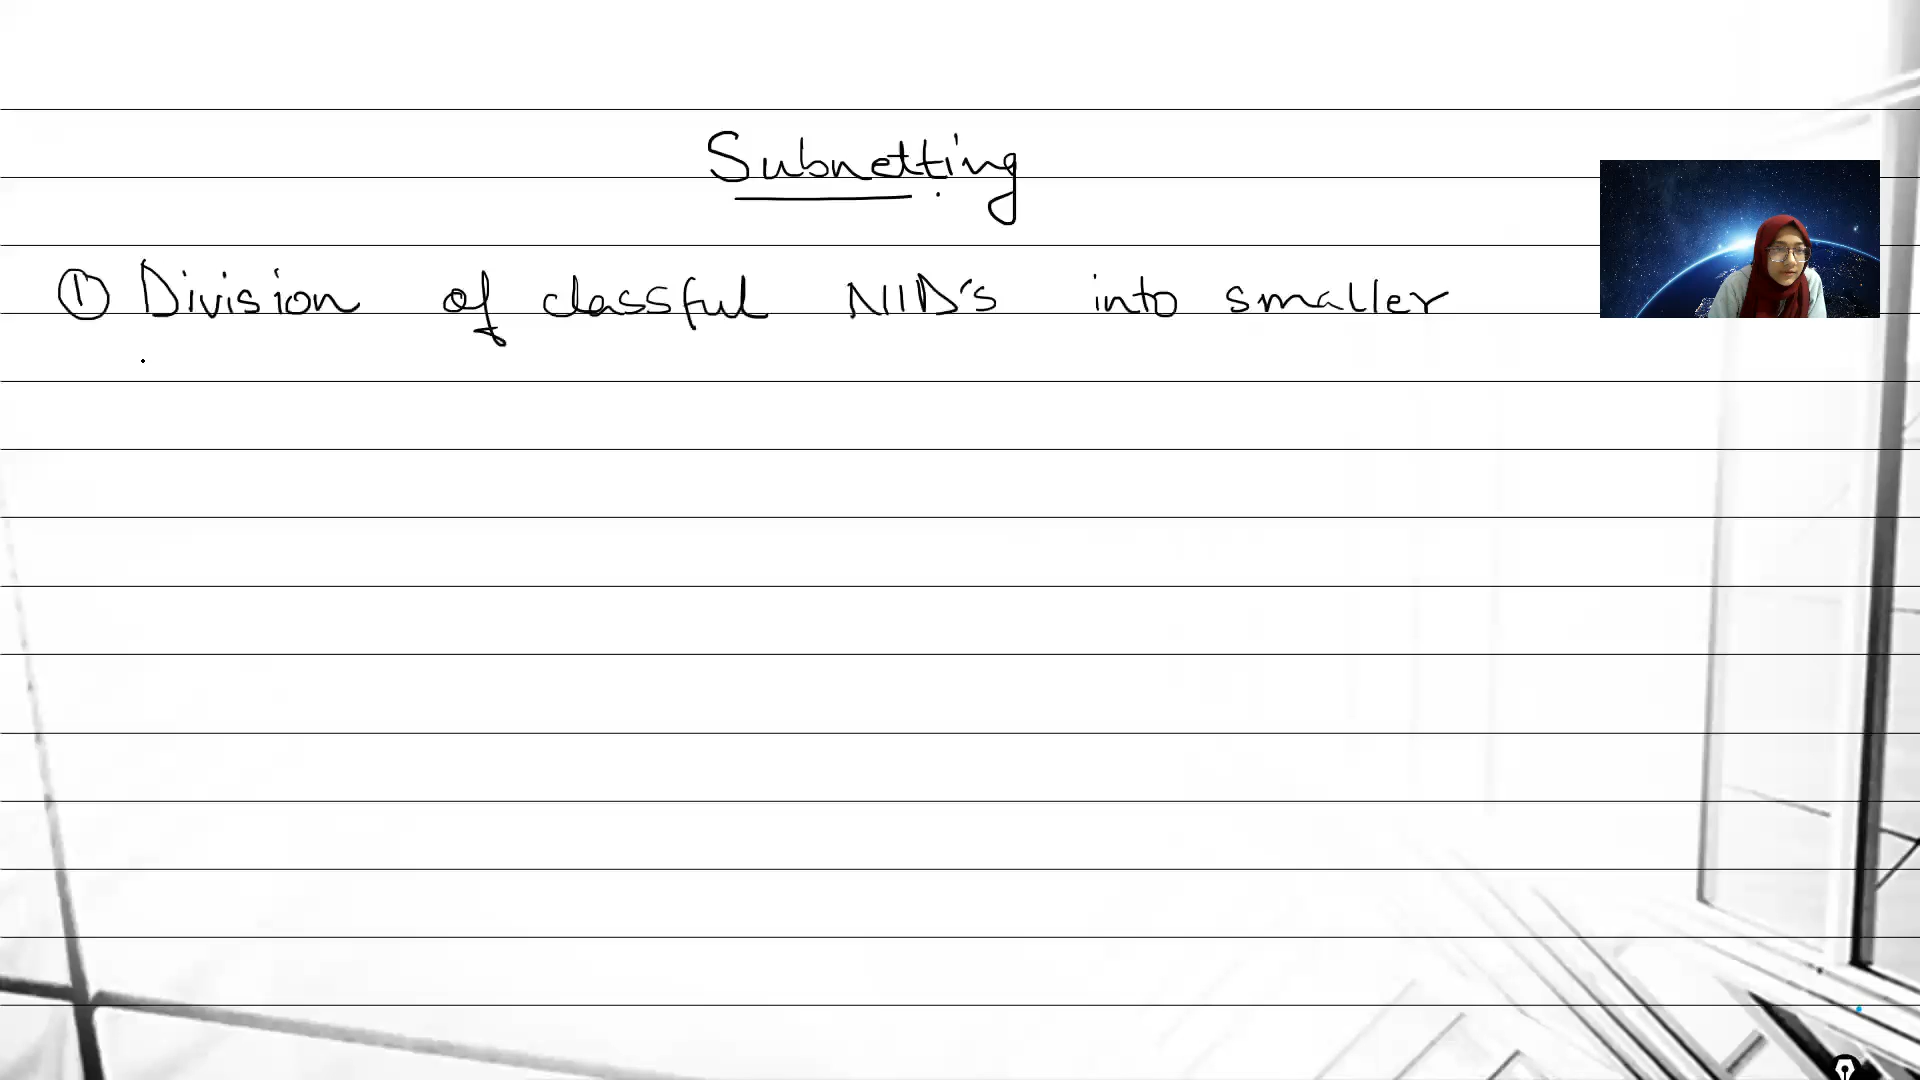 Subnetting
① Division of classful NID's into smaller